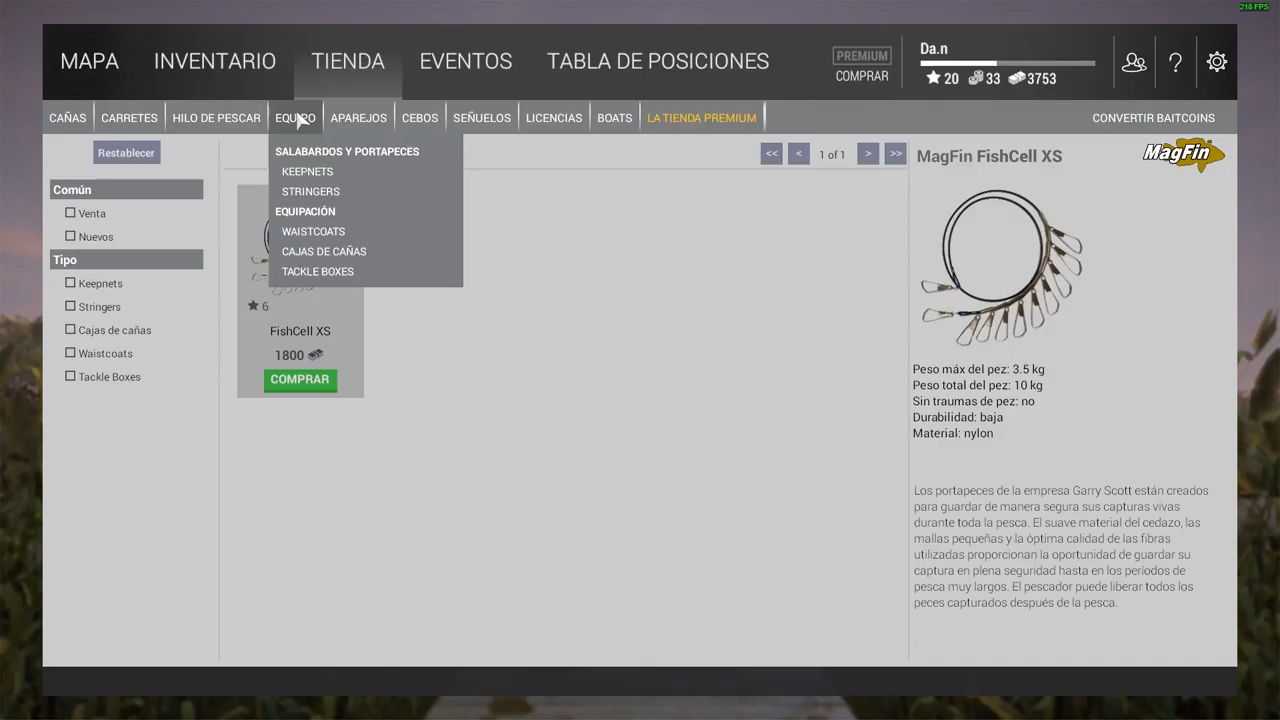 218 FPS
MAPA
INVENTARIO
TIENDA
EVENTOS
TABLA DE POSICIONES
PREMIUM
COMPRAR
Da.n
20
33
3753
CAÑAS
CARRETES
HILO DE PESCAR
EQUIPO
APAREJOS
CEBOS
SEÑUELOS
LICENCIAS
BOATS
LA TIENDA PREMIUM
CONVERTIR BAITCOINS
Restablecer
Común
Venta
Nuevos
Tipo
Keepnets
Stringers
Cajas de cañas
Waistcoats
Tackle Boxes
SALABARDOS Y PORTAPECES
KEEPNETS
STRINGERS
EQUIPACIÓN
WAISTCOATS
CAJAS DE CAÑAS
TACKLE BOXES
<< < 1 of 1 > >>
6
FishCell XS
1800
COMPRAR
MagFin FishCell XS
MagFin
Peso máx del pez: 3.5 kg
Peso total del pez: 10 kg
Sin traumas de pez: no
Durabilidad: baja
Material: nylon
Los portapeces de la empresa Garry Scott están creados
para guardar de manera segura sus capturas vivas
durante toda la pesca. El suave material del cedazo, las
mallas pequeñas y la óptima calidad de las fibras
utilizadas proporcionan la oportunidad de guardar su
captura en plena seguridad hasta en los períodos de
pesca muy largos. El pescador puede liberar todos los
peces capturados después de la pesca.